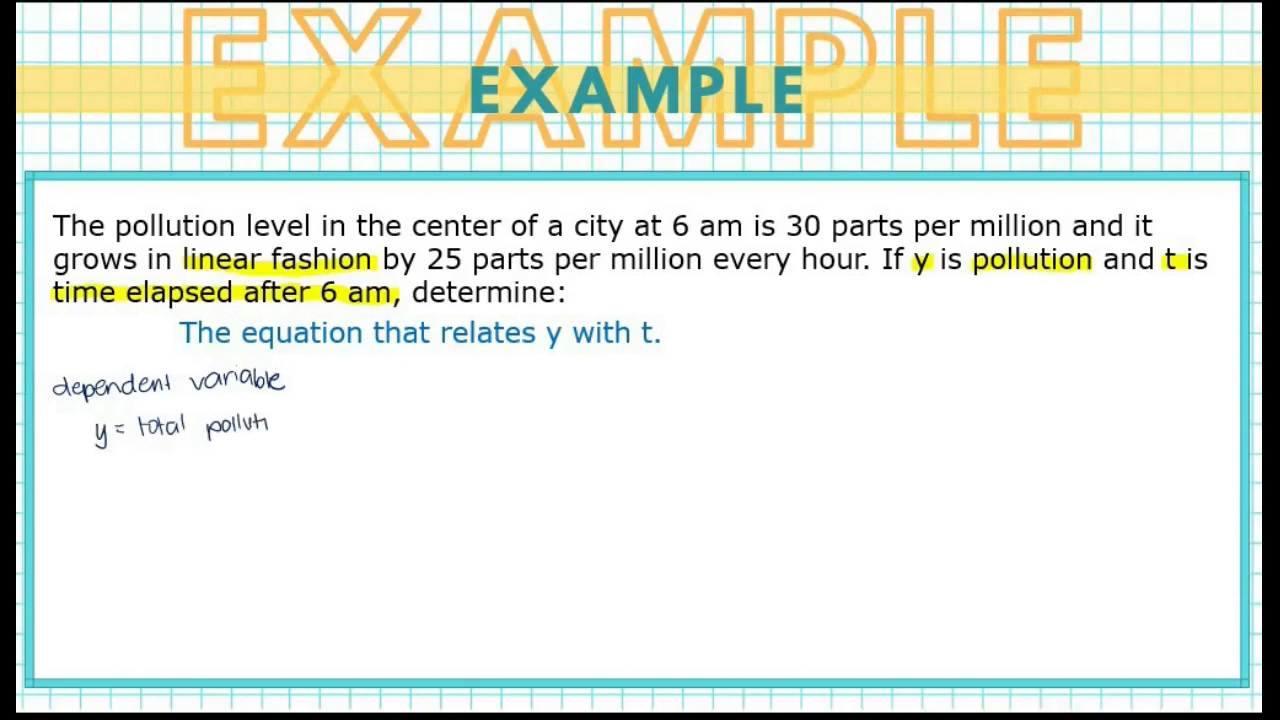 EXAMPLE
EXAMPLE
The pollution level in the center of a city at 6 am is 30 parts per million and it
grows in linear fashion by 25 parts per million every hour. If y is pollution and t is
time elapsed after 6 am, determine:
The equation that relates y with t.
dependent variable
y = total polluti